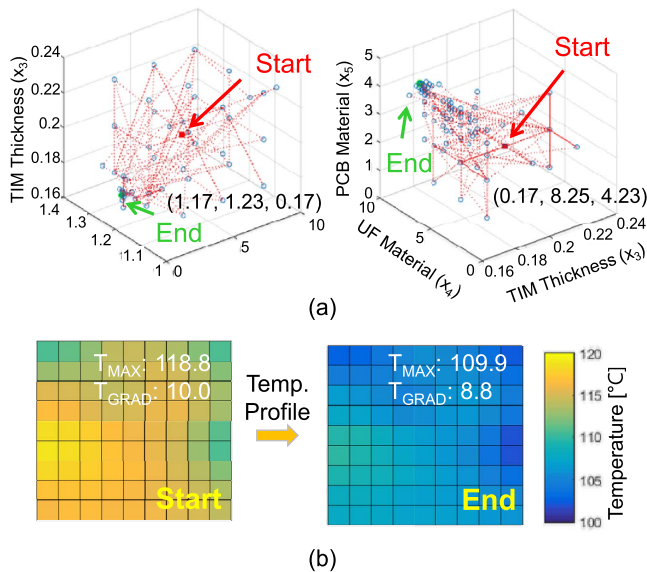 0.24
0.22
0.2
0.18
0.16
TIM Thickness (x3)
1.4
1.3
1.2
1.1
1
0
5
10
Start
(1.17, 1.23, 0.17)
End
5
4
3
2
1
0
PCB Material (x5)
10
5
0
UF Material (x4)
0.16
0.18
0.2
0.22
0.24
TIM Thickness (x3)
Start
(0.17, 8.25, 4.23)
End
(a)
TMAX: 118.8
TGRAD: 10.0
Start
Temp.
Profile
TMAX: 109.9
TGRAD: 8.8
End
120
115
110
105
100
Temperature [°C]
(b)